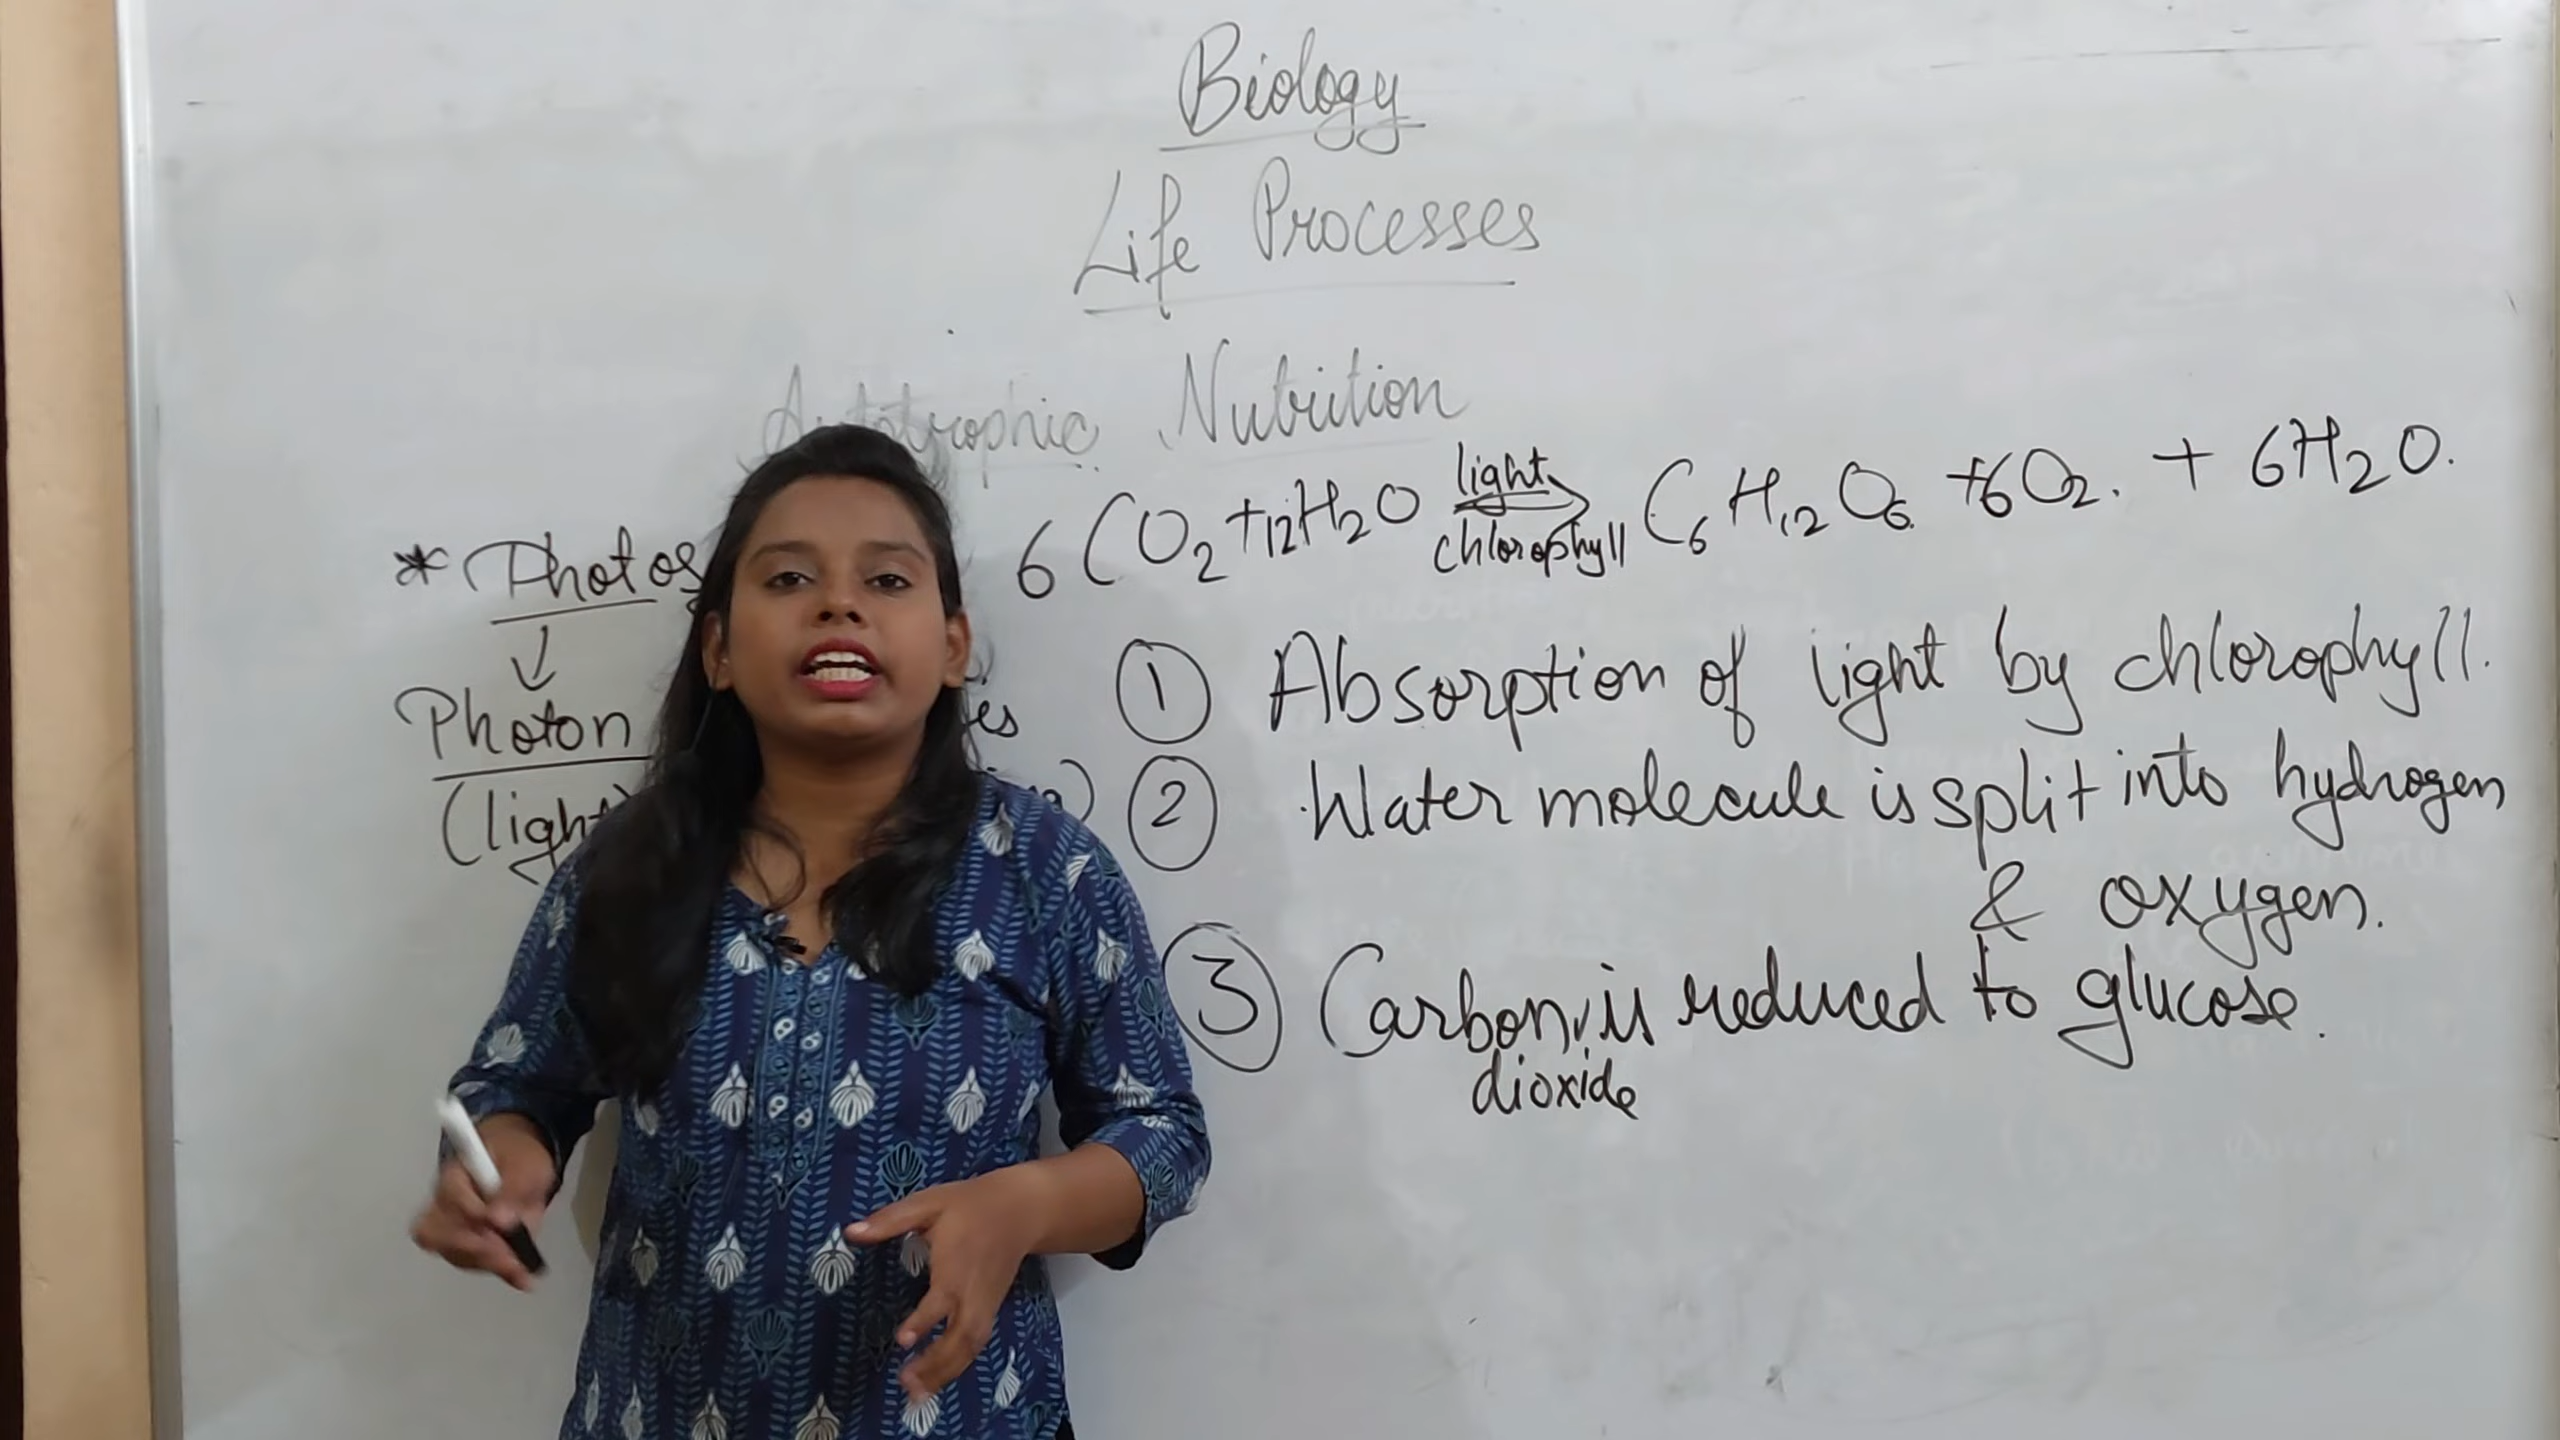 Biology
Life Processes
Autotrophic Nutrition
6CO2 + 12H2O light chlorophyll C6H12O6 + 6O2. + 6H2O.
* Photos
Photon
(light)
① Absorption of light by chlorophyll.
② Water molecule is split into hydrogen
& oxygen.
③ Carbon is reduced to glucose.
dioxide